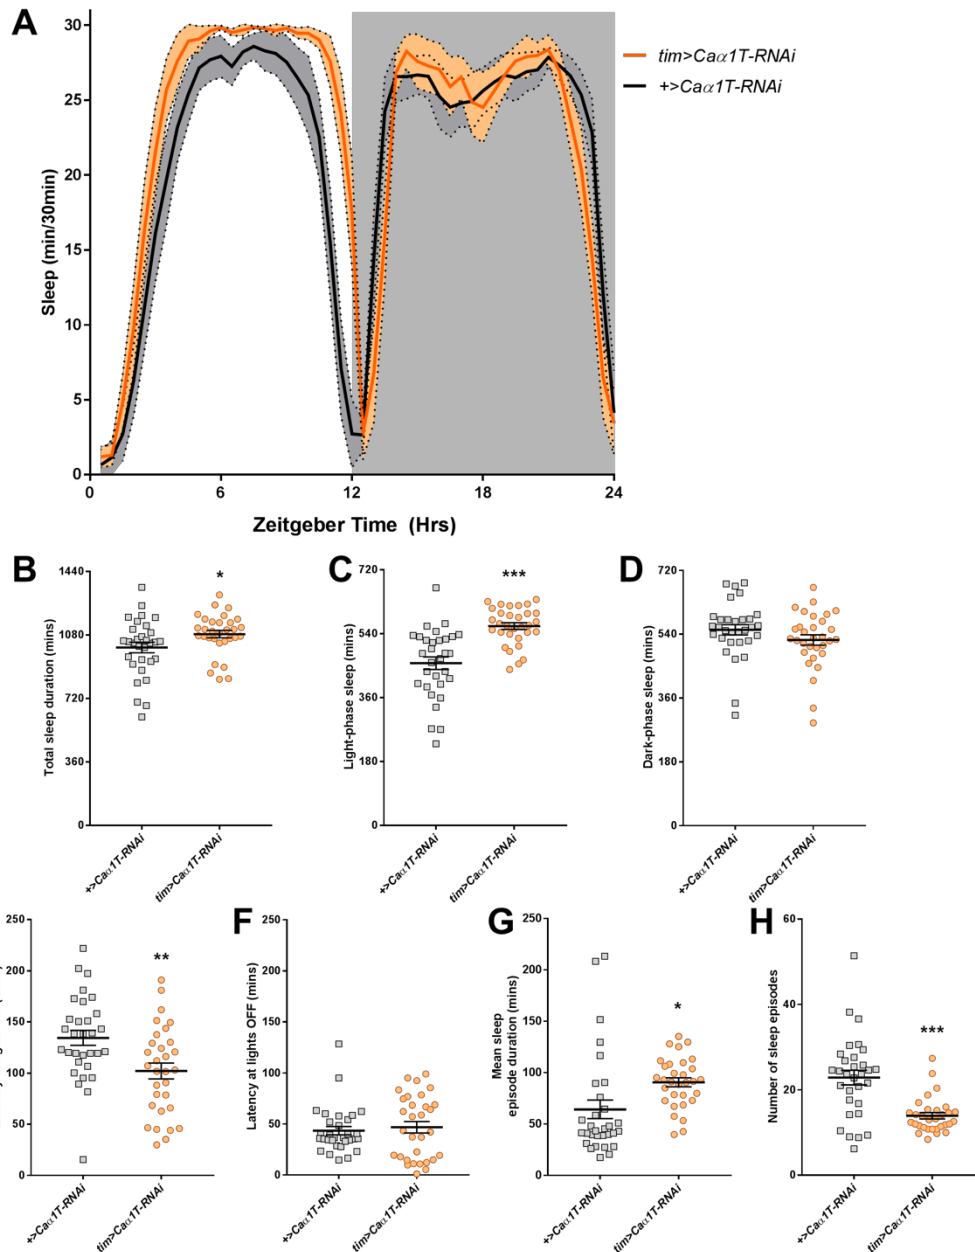 A
30
25
30
15
10
5
0
0
6
12
18
24
Sleep (min/30min)
Zeitgeber Time (Hrs)
tim>Caα1T-RNAi
+>Caα1T-RNAi
B
Total sleep duration (mins)
1440
1080
720
360
0
*
+>Caα1T-RNAi
tim>Caα1T-RNAi
C
Light-phase sleep (mins)
720
540
360
180
0
***
+>Caα1T-RNAi
tim>Caα1T-RNAi
D
Dark-phase sleep (mins)
720
540
360
180
0
+>Caα1T-RNAi
tim>Caα1T-RNAi
250
200
150
100
50
0
**
+>Caα1T-RNAi
tim>Caα1T-RNAi
F
Latency at lights OFF (mins)
250
200
150
100
50
0
+>Caα1T-RNAi
tim>Caα1T-RNAi
G
Mean sleep
episode duration (mins)
250
200
150
100
50
0
*
+>Caα1T-RNAi
tim>Caα1T-RNAi
H
Number of sleep episodes
60
40
20
0
***
+>Caα1T-RNAi
tim>Caα1T-RNAi